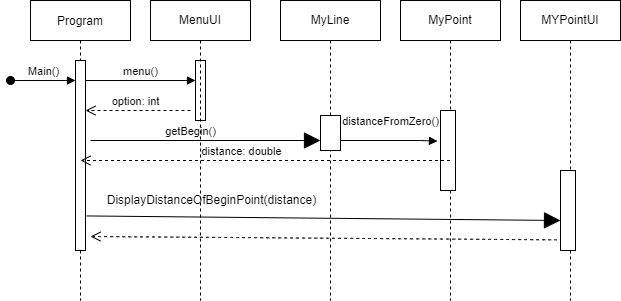 Program
MenuUI
MyLine
MyPoint
MYPointUI
Main()
menu()
option: int
getBegin()
distanceFromZero()
distance: double
DisplayDistanceOfBeginPoint(distance)